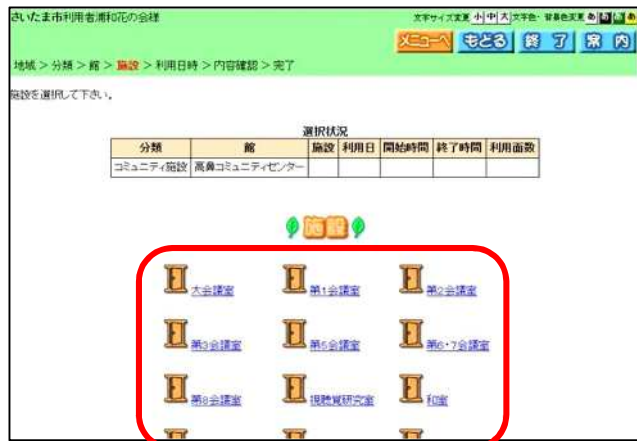 さいたま市利用者浦和花の会様
文字サイズ変更 小 中 大 文字色・背景色変更 あ あ あ あ
メニューへ もどる 終了 案内
地域 > 分類 > 館 > 施設 > 利用日時 > 内容確認 > 完了
施設を選択して下さい。
選択状況
分類 館 施設 利用日 開始時間 終了時間 利用面数
コミュニティ施設 高鼻コミュニティセンター
施設
大会議室 第1会議室 第2会議室
第3会議室 第5会議室 第6・7会議室
第8会議室 視聴覚研究室 和室